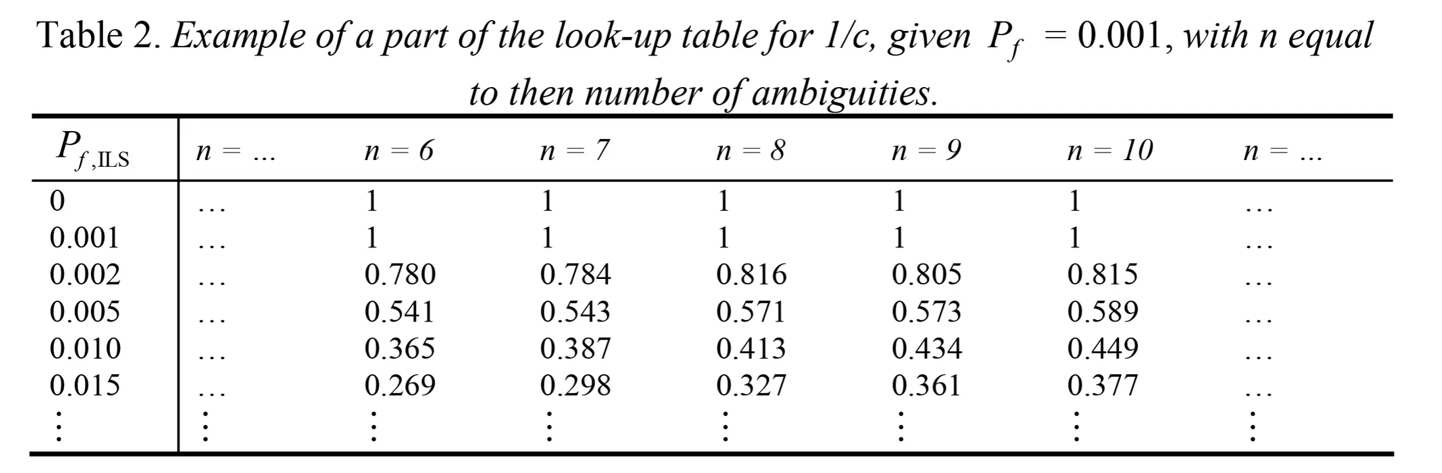 Table 2. Example of a part of the look-up table for 1/c, given P_f = 0.001, with n equal
to then number of ambiguities.
P_f,ILS n = ... n = 6 n = 7 n = 8 n = 9 n = 10 n = ...
0 … 1 1 1 1 1 …
0.001 … 1 1 1 1 1 …
0.002 … 0.780 0.784 0.816 0.805 0.815 …
0.005 … 0.541 0.543 0.571 0.573 0.589 …
0.010 … 0.365 0.387 0.413 0.434 0.449 …
0.015 … 0.269 0.298 0.327 0.361 0.377 …
⋮ ⋮ ⋮ ⋮ ⋮ ⋮ ⋮ ⋮